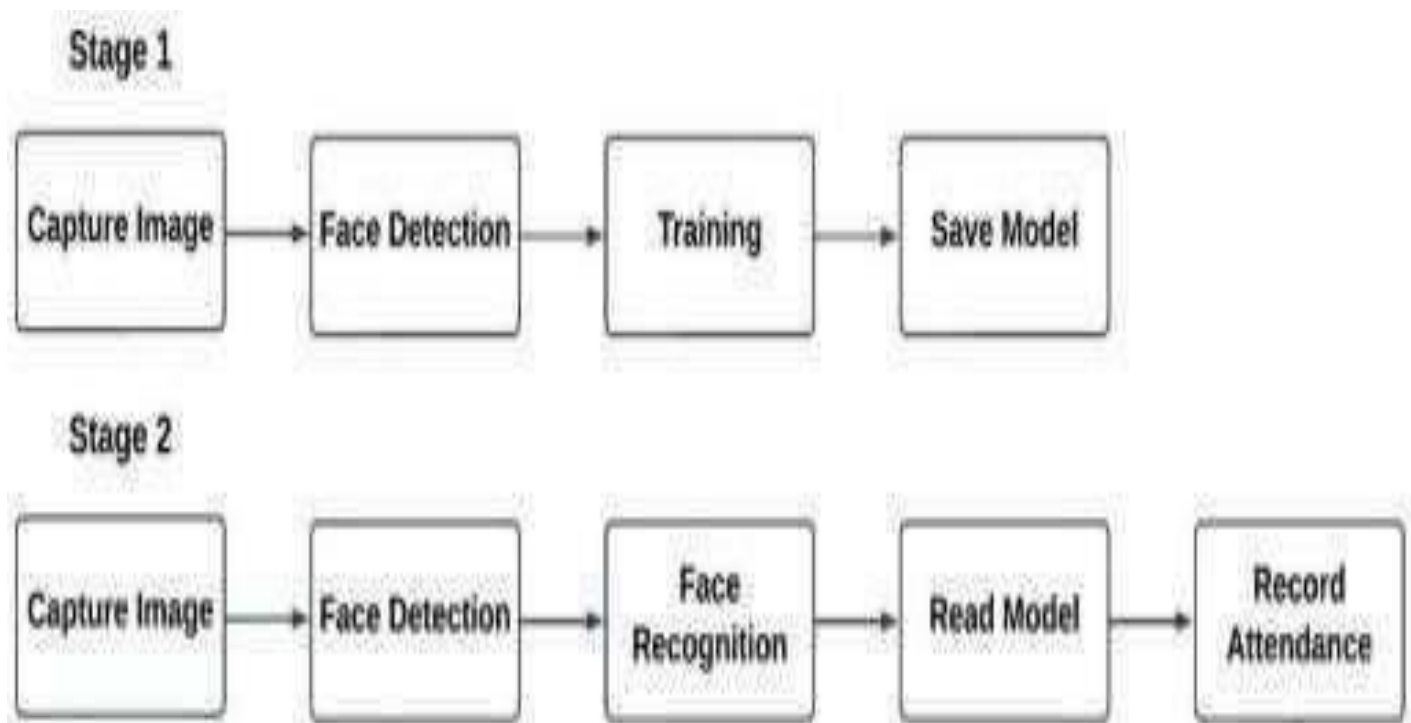 Stage 1
Capture Image
Face Detection
Training
Save Model
Stage 2
Capture Image
Face Detection
Face
Recognition
Read Model
Record
Attendance